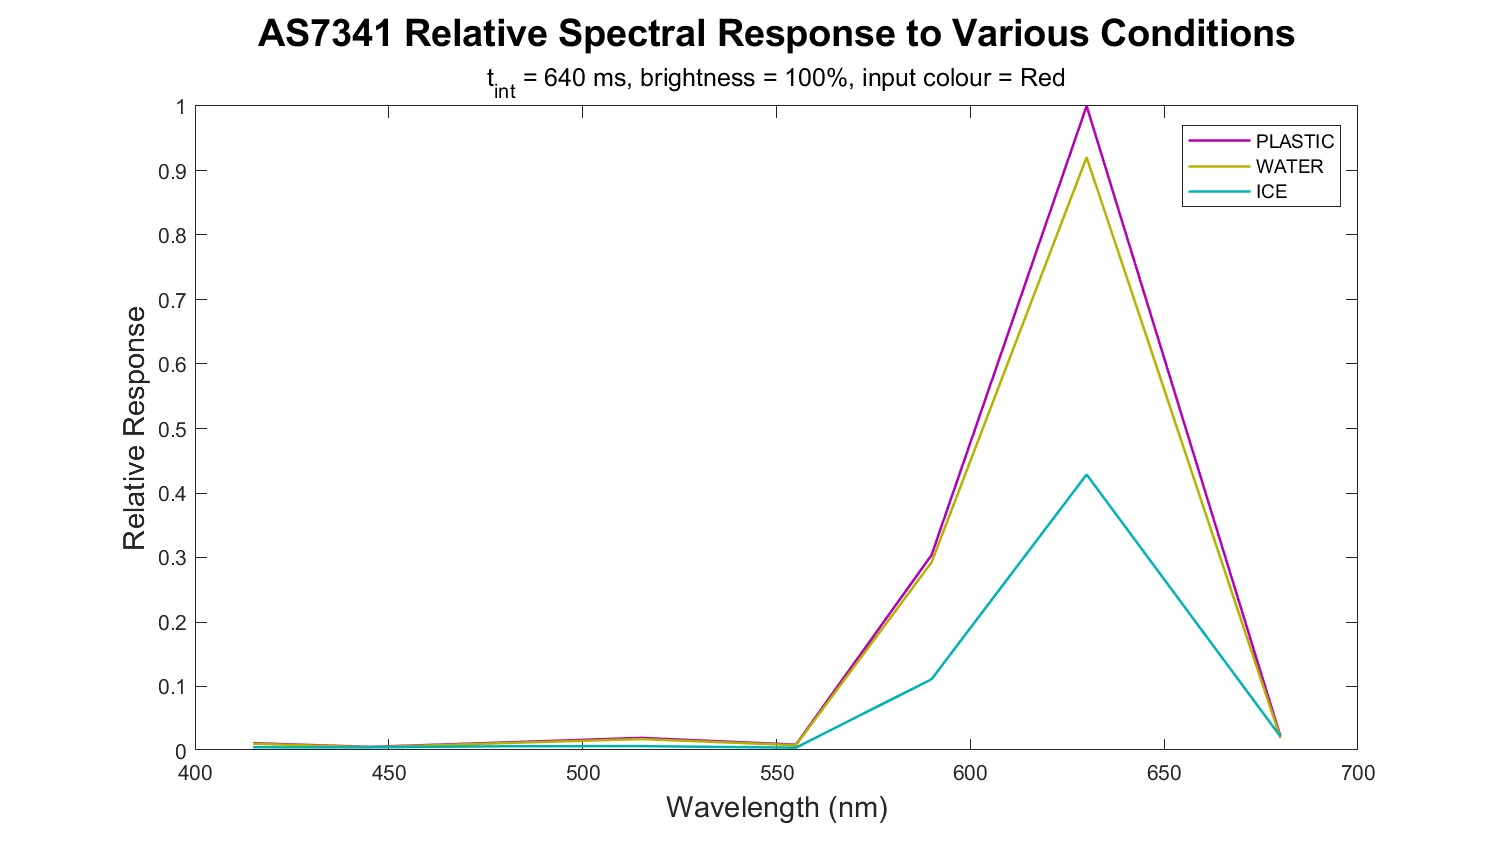 AS7341 Relative Spectral Response to Various Conditions
t_int = 640 ms, brightness = 100%, input colour = Red
PLASTIC
WATER
ICE
Relative Response
1
0.9
0.8
0.7
0.6
0.5
0.4
0.3
0.2
0.1
0
400 450 500 550 600 650 700
Wavelength (nm)